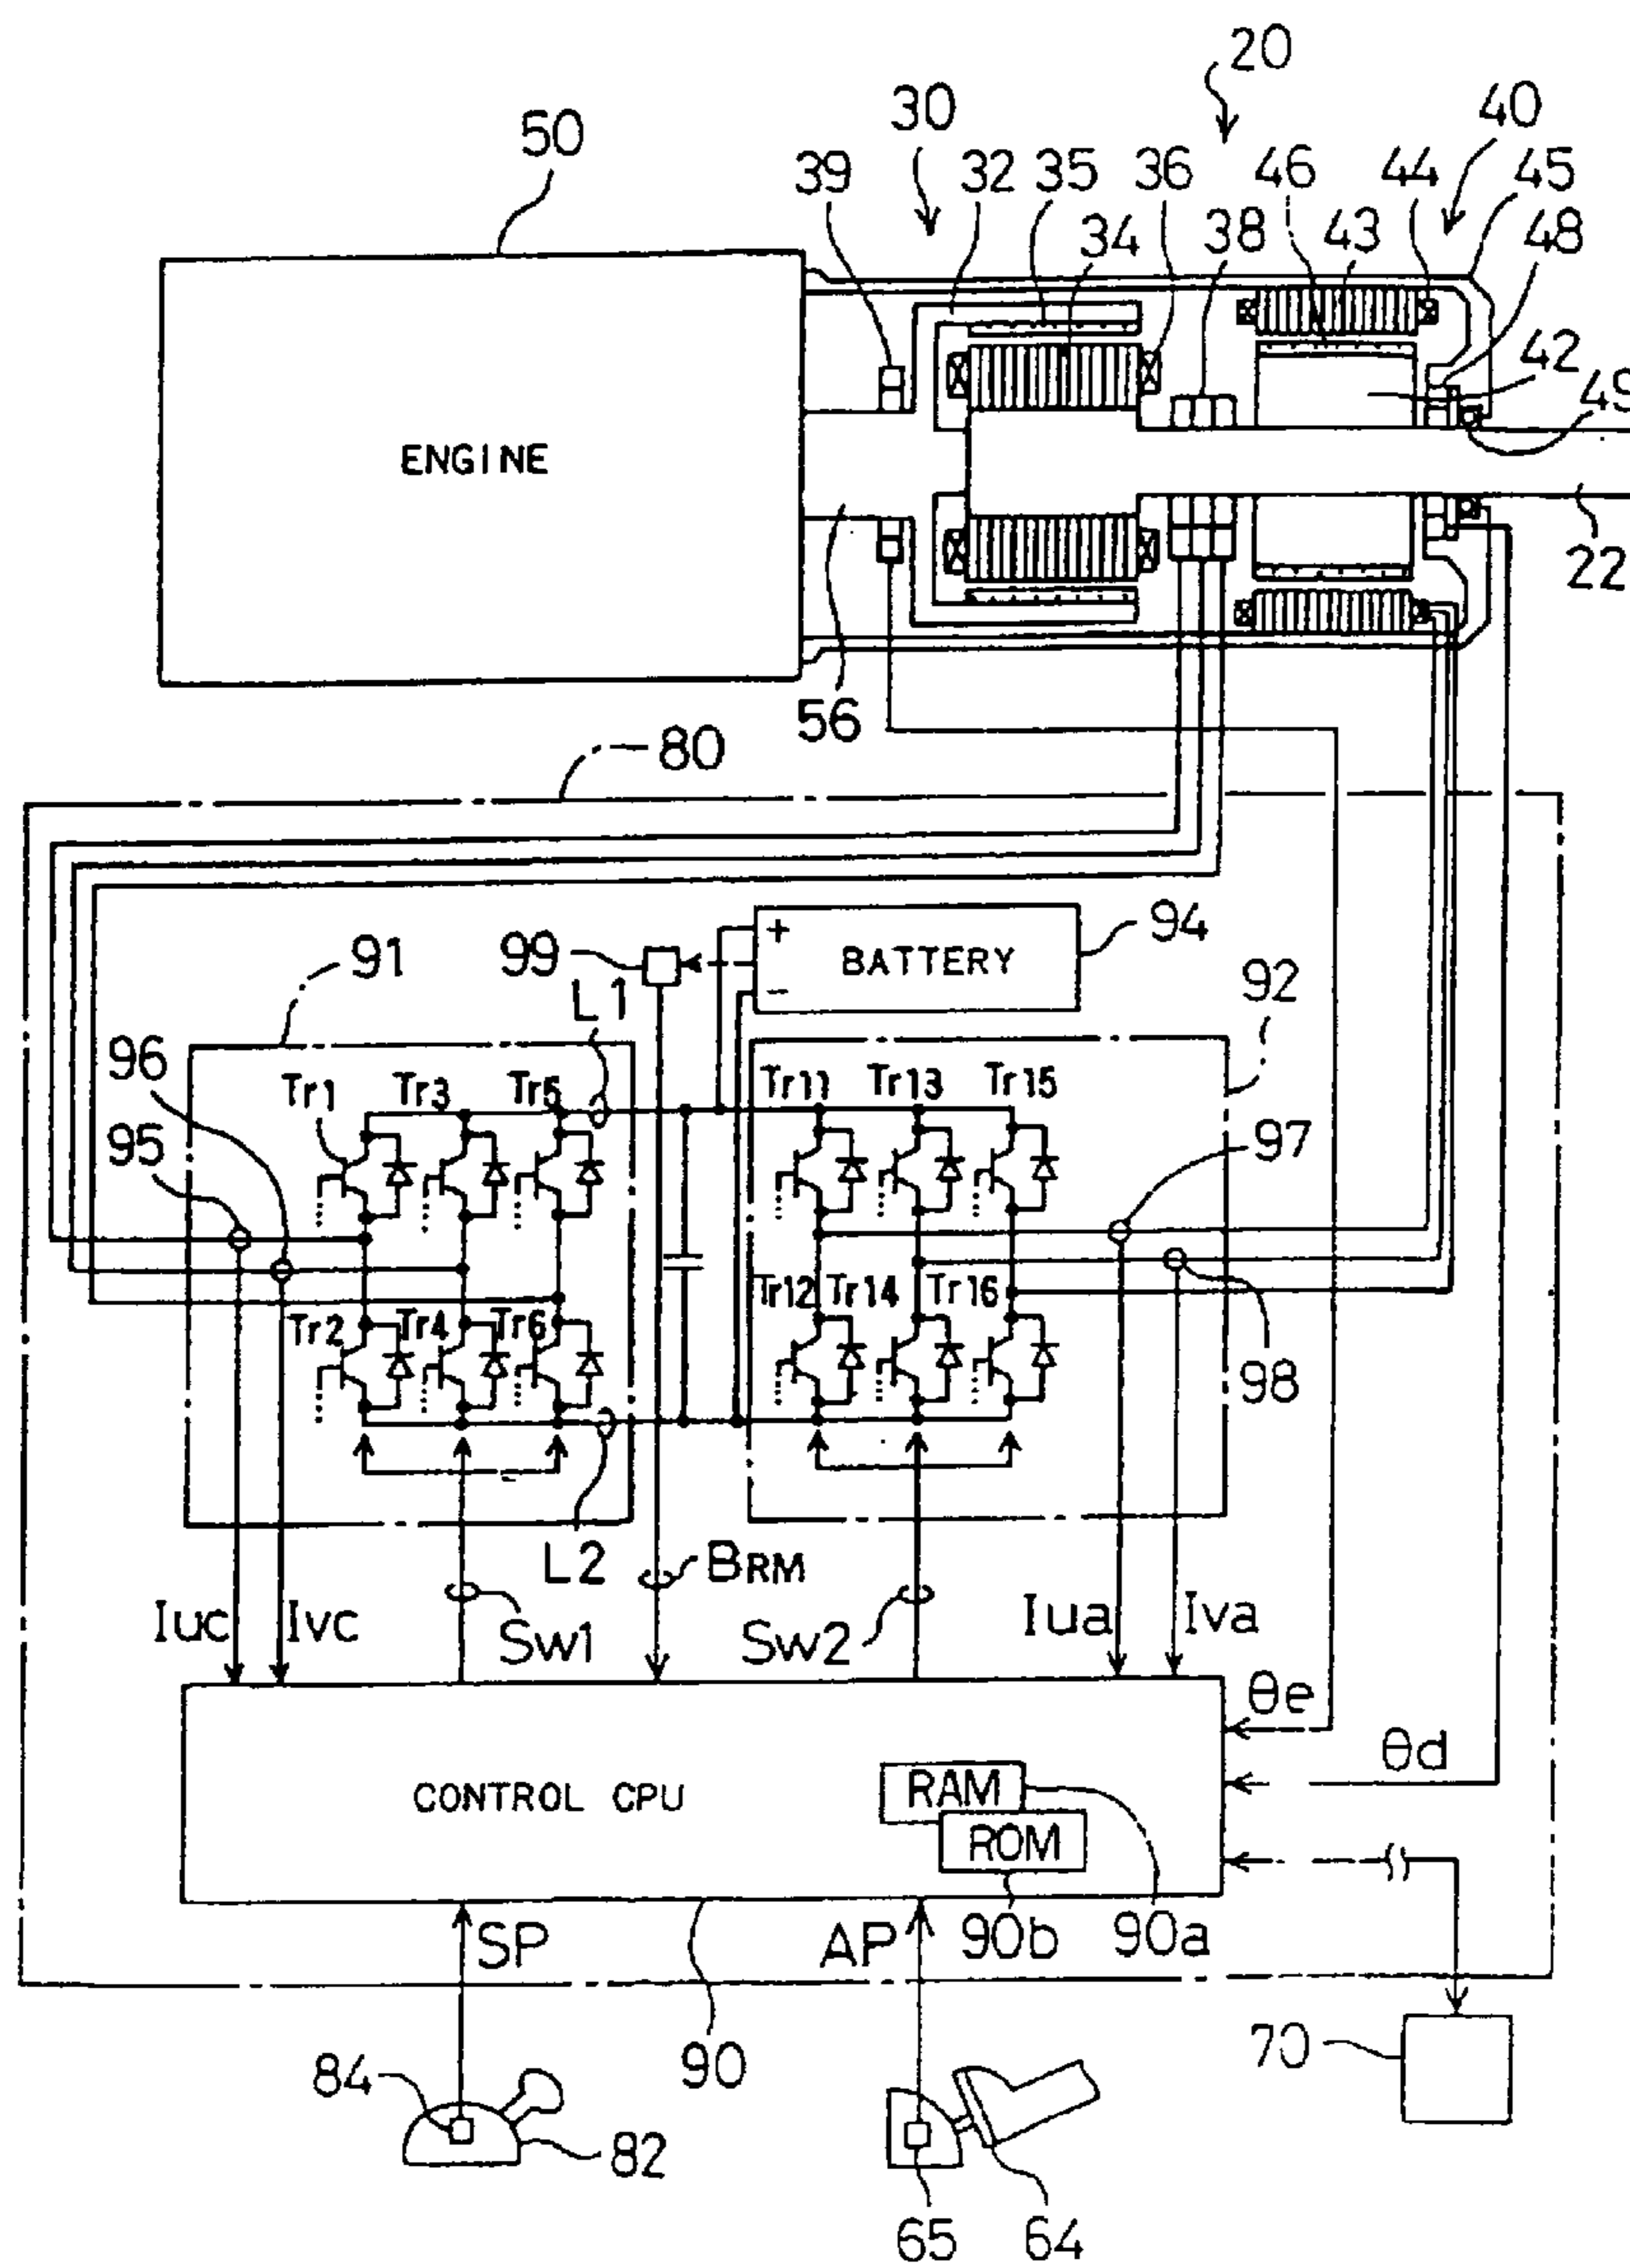 20
50
30
40
39
32
35
36
46
44
45
34
38
43
48
42
49
ENGINE
22
56
80
91
99
+
BATTERY
-
94
L1
92
96
Tr1
Tr3
Tr5
Tr11
Tr13
Tr15
95
97
Tr2
Tr4
Tr6
Tr12
Tr14
Tr16
98
L2
BRM
Iuc
Ivc
Sw1
Sw2
Iua
Iva
θe
θd
CONTROL CPU
RAM
ROM
SP
AP
90b
90a
90
70
84
82
65
64